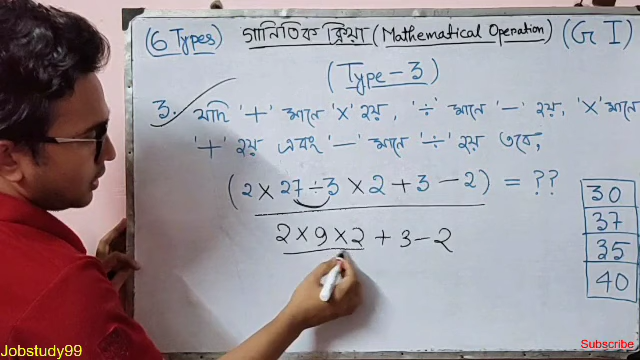 (6 Types) গানিতিক ক্রিয়া (Mathematical Operation) (G I)
(Type - 3)
3. যদি '+' মানে 'x' হয়, '÷' মানে '-' হয়, 'x' মানে
'+' হয় এবং '-' মানে '÷' হয় তবে,
(2 × 27 ÷ 3 × 2 + 3 - 2) = ??
2 × 9 × 2 + 3 - 2
30
37
35
40
Jobstudy99
Subscribe